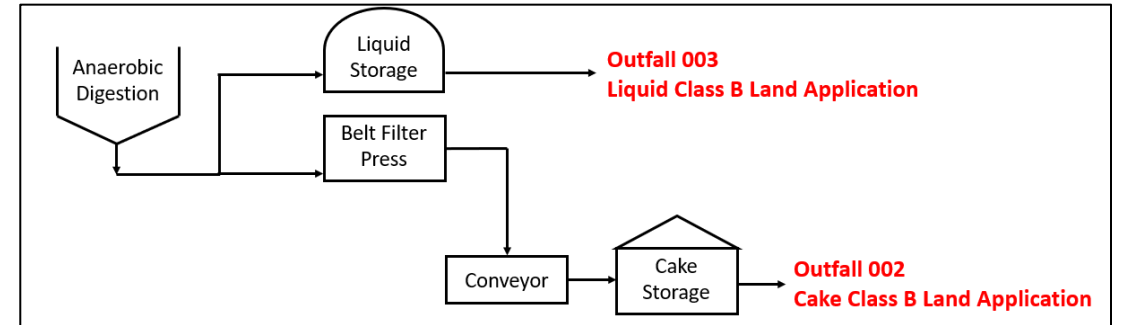 Anaerobic
Digestion
Liquid
Storage
Outfall 003
Liquid Class B Land Application
Belt Filter
Press
Conveyor
Cake
Storage
Outfall 002
Cake Class B Land Application